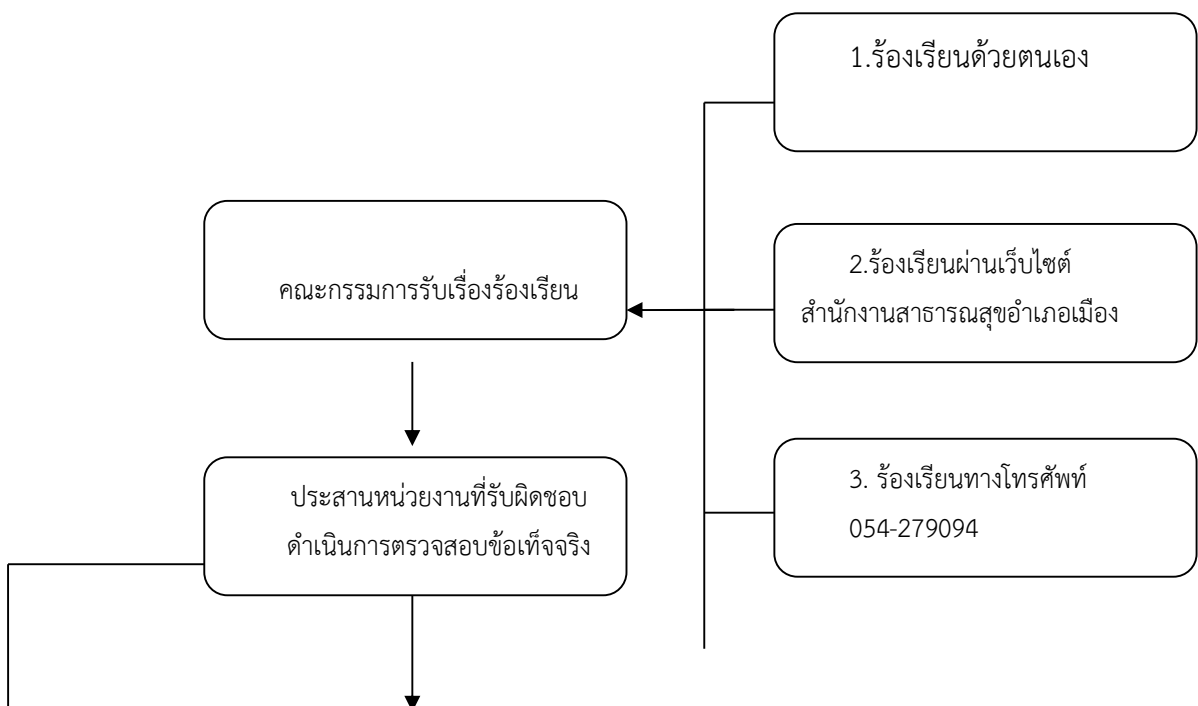 1.ร้องเรียนด้วยตนเอง
คณะกรรมการรับเรื่องร้องเรียน
2.ร้องเรียนผ่านเว็บไซต์
สำนักงานสาธารณสุขอำเภอเมือง
ประสานหน่วยงานที่รับผิดชอบ
ดำเนินการตรวจสอบข้อเท็จจริง
3. ร้องเรียนทางโทรศัพท์
054-279094